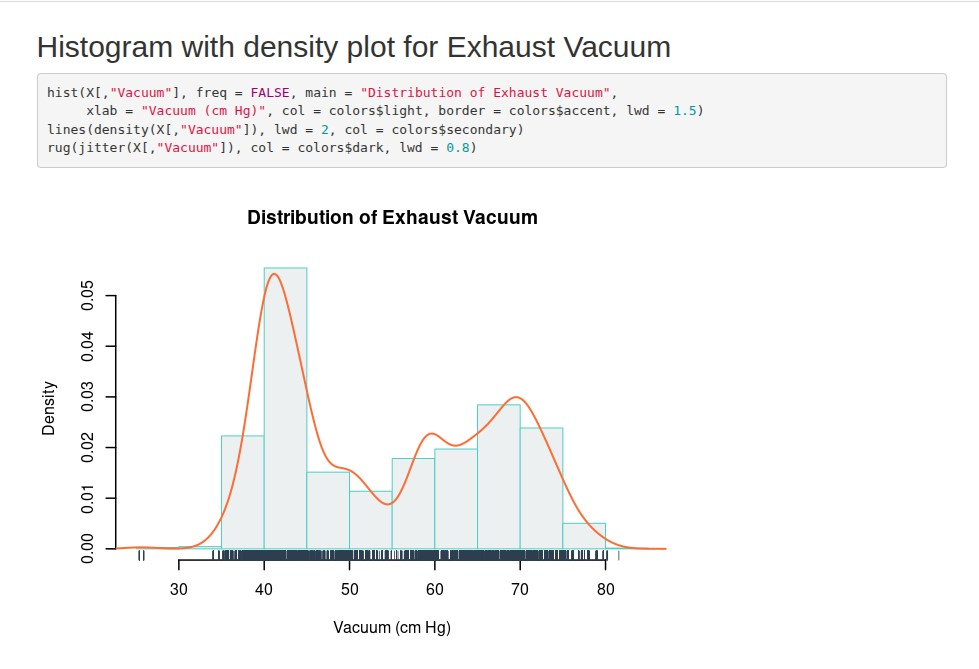 Histogram with density plot for Exhaust Vacuum
hist(X[,"Vacuum"], freq = FALSE, main = "Distribution of Exhaust Vacuum",
     xlab = "Vacuum (cm Hg)", col = colors$light, border = colors$accent, lwd = 1.5)
lines(density(X[,"Vacuum"]), lwd = 2, col = colors$secondary)
rug(jitter(X[,"Vacuum"]), col = colors$dark, lwd = 0.8)
Distribution of Exhaust Vacuum
Density
0.05
0.04
0.03
0.02
0.01
0.00
30 40 50 60 70 80
Vacuum (cm Hg)